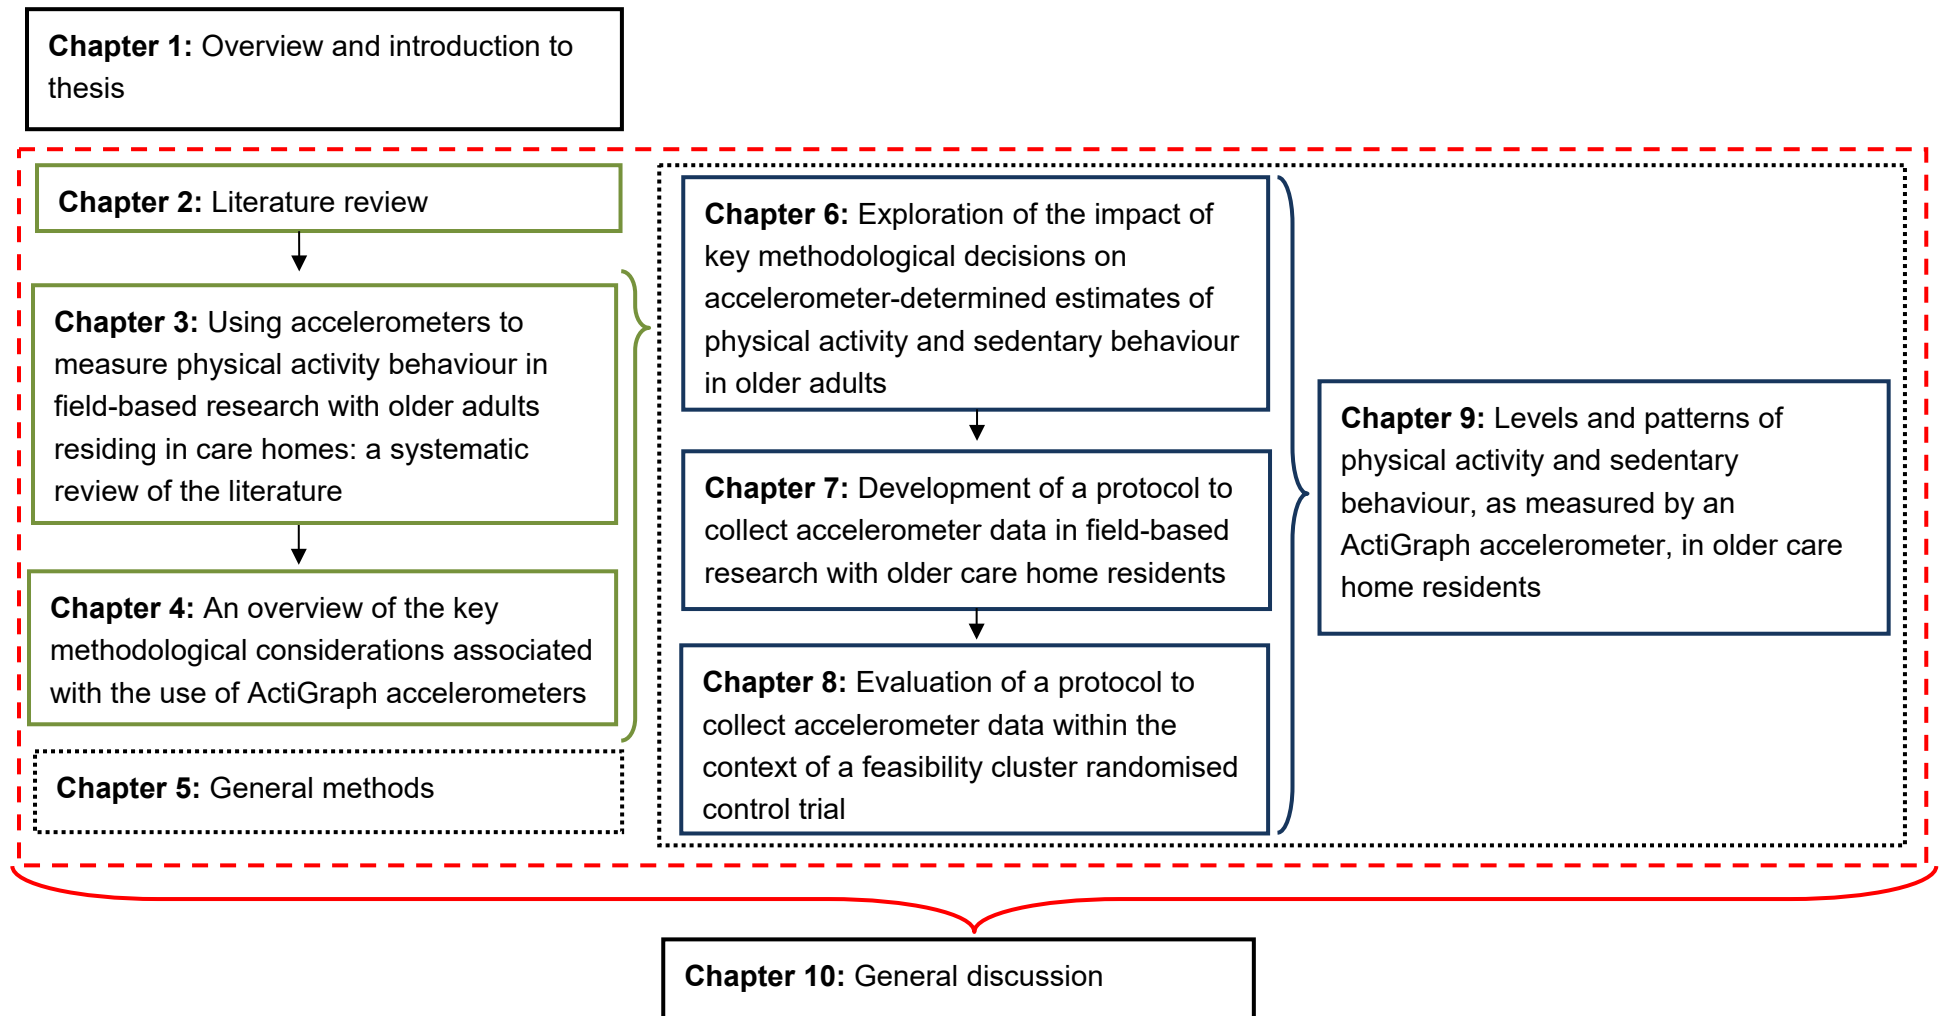 Chapter 1: Overview and introduction to
thesis
Chapter 2: Literature review
Chapter 3: Using accelerometers to
measure physical activity behaviour in
field-based research with older adults
residing in care homes: a systematic
review of the literature
Chapter 4: An overview of the key
methodological considerations associated
with the use of ActiGraph accelerometers
Chapter 5: General methods
Chapter 6: Exploration of the impact of
key methodological decisions on
accelerometer-determined estimates of
physical activity and sedentary behaviour
in older adults
Chapter 7: Development of a protocol to
collect accelerometer data in field-based
research with older care home residents
Chapter 8: Evaluation of a protocol to
collect accelerometer data within the
context of a feasibility cluster randomised
control trial
Chapter 9: Levels and patterns of
physical activity and sedentary
behaviour, as measured by an
ActiGraph accelerometer, in older care
home residents
Chapter 10: General discussion